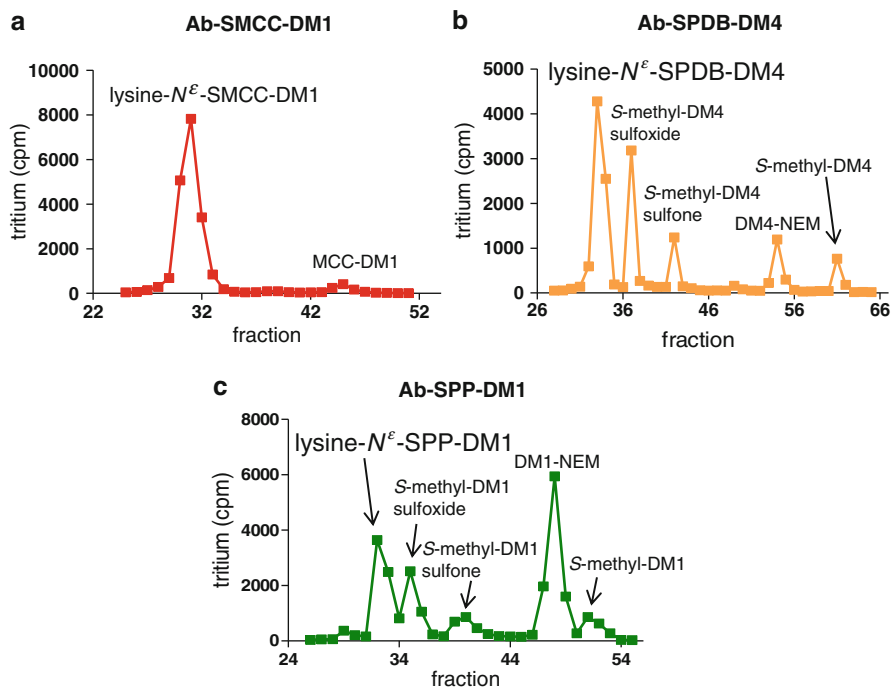 a
Ab-SMCC-DM1
10000
8000
6000
4000
2000
0
tritium (cpm)
lysine-Nε-SMCC-DM1
MCC-DM1
22 32 42 52
fraction
b
Ab-SPDB-DM4
5000
4000
3000
2000
1000
0
tritium (cpm)
lysine-Nε-SPDB-DM4
S-methyl-DM4
sulfoxide
S-methyl-DM4
sulfone
S-methyl-DM4
DM4-NEM
26 36 46 56 66
fraction
c
Ab-SPP-DM1
8000
6000
4000
2000
0
tritium (cpm)
lysine-Nε-SPP-DM1
S-methyl-DM1
sulfoxide
S-methyl-DM1
sulfone
DM1-NEM
S-methyl-DM1
24 34 44 54
fraction